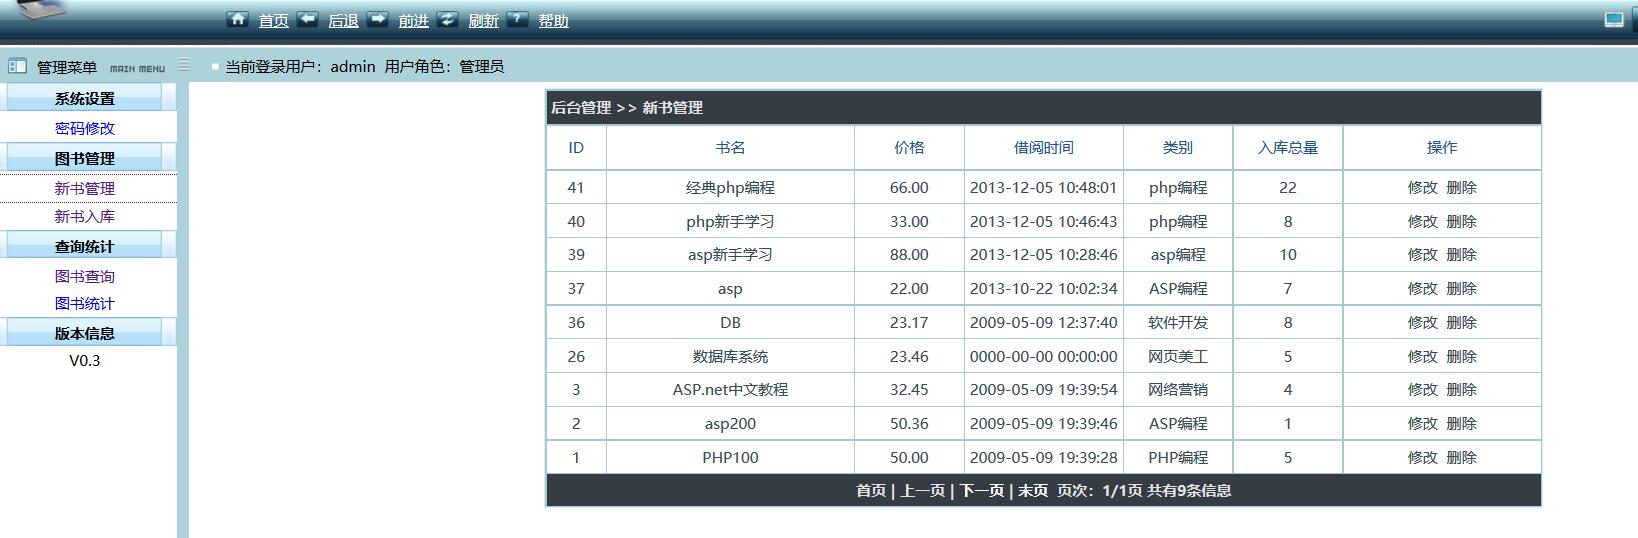 首页 后退 前进 刷新 帮助
管理菜单 MAIN MENU 当前登录用户：admin 用户角色：管理员
系统设置
密码修改
图书管理
新书管理
新书入库
查询统计
图书查询
图书统计
版本信息
V0.3
后台管理 >> 新书管理
ID 书名 价格 借阅时间 类别 入库总量 操作
41 经典php编程 66.00 2013-12-05 10:48:01 php编程 22 修改 删除
40 php新手学习 33.00 2013-12-05 10:46:43 php编程 8 修改 删除
39 asp新手学习 88.00 2013-12-05 10:28:46 asp编程 10 修改 删除
37 asp 22.00 2013-10-22 10:02:34 ASP编程 7 修改 删除
36 DB 23.17 2009-05-09 12:37:40 软件开发 8 修改 删除
26 数据库系统 23.46 0000-00-00 00:00:00 网页美工 5 修改 删除
3 ASP.net中文教程 32.45 2009-05-09 19:39:54 网络营销 4 修改 删除
2 asp200 50.36 2009-05-09 19:39:46 ASP编程 1 修改 删除
1 PHP100 50.00 2009-05-09 19:39:28 PHP编程 5 修改 删除
首页 | 上一页 | 下一页 | 末页 页次：1/1页 共有9条信息